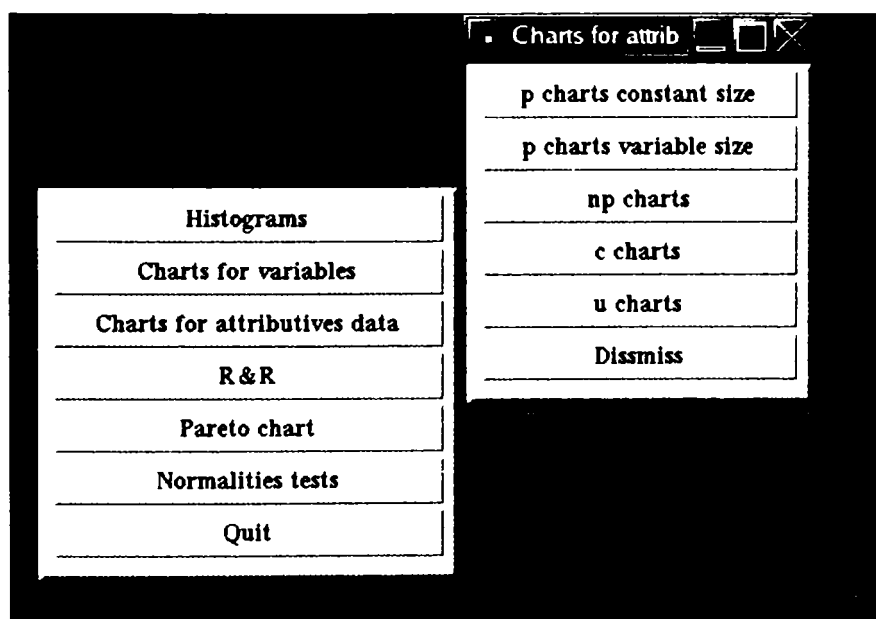 Charts for attrib
p charts constant size
p charts variable size
np charts
c charts
u charts
Dissmiss
Histograms
Charts for variables
Charts for attributives data
R&R
Pareto chart
Normalities tests
Quit